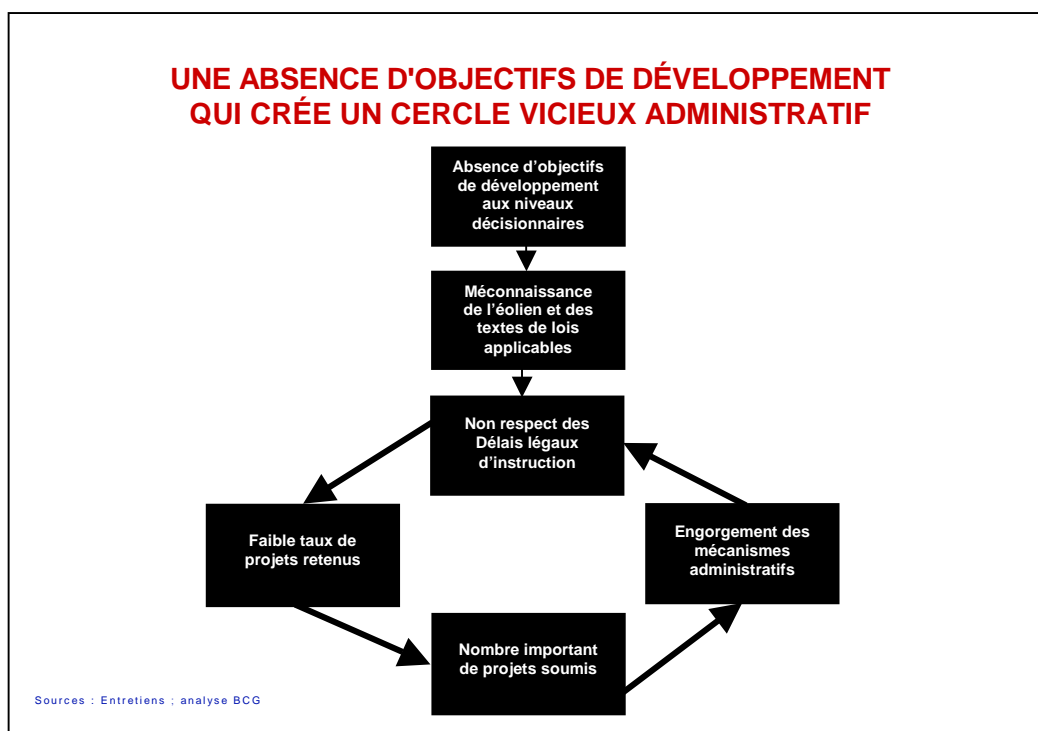 UNE ABSENCE D'OBJECTIFS DE DÉVELOPPEMENT
QUI CRÉE UN CERCLE VICIEUX ADMINISTRATIF
Absence d’objectifs
de développement
aux niveaux
décisionnaires
Méconnaissance
de l’éolien et des
textes de lois
applicables
Non respect des
Délais légaux
d’instruction
Faible taux de
projets retenus
Engorgement des
mécanismes
administratifs
Nombre important
de projets soumis
Sources : Entretiens ; analyse BCG